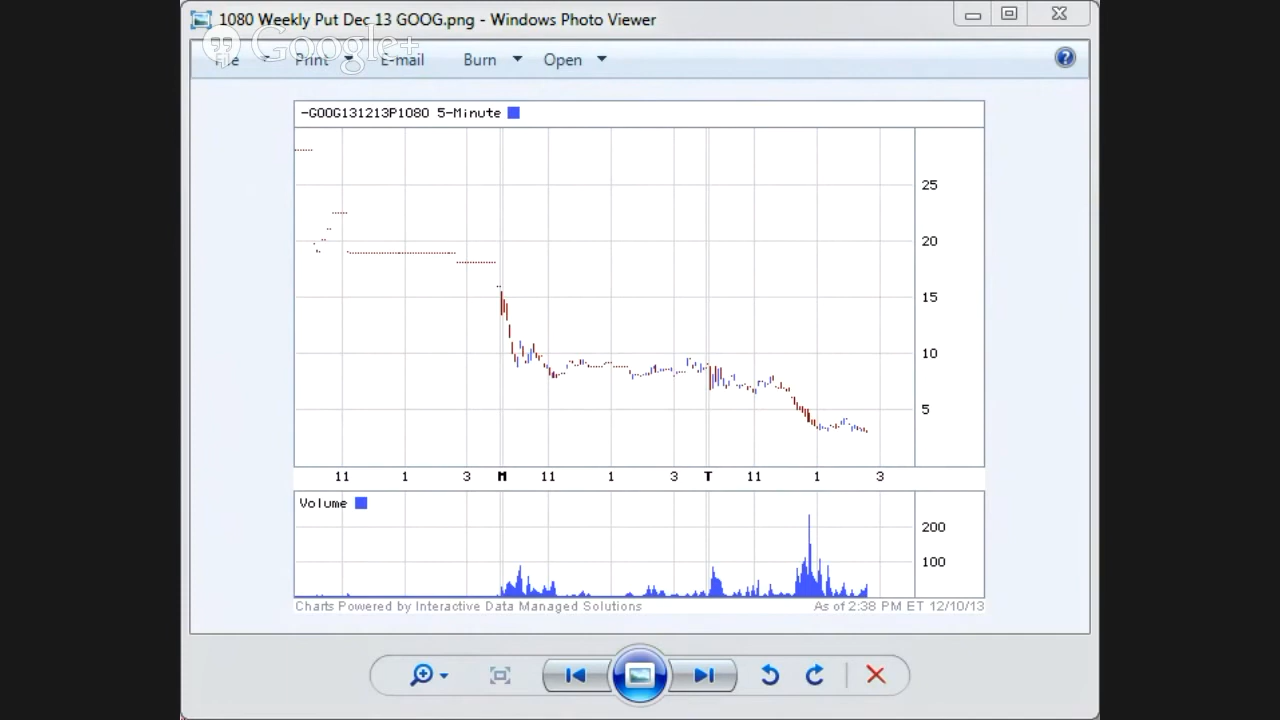 1080 Weekly Put Dec 13 GOOG.png - Windows Photo Viewer
Google+
File Print E-mail Burn Open
-GOOG131213P1080 5-Minute
25
20
15
10
5
11 1 3 M 11 1 3 T 11 1 3
Volume
200
100
Charts Powered by Interactive Data Managed Solutions As of 2:38 PM ET 12/10/13